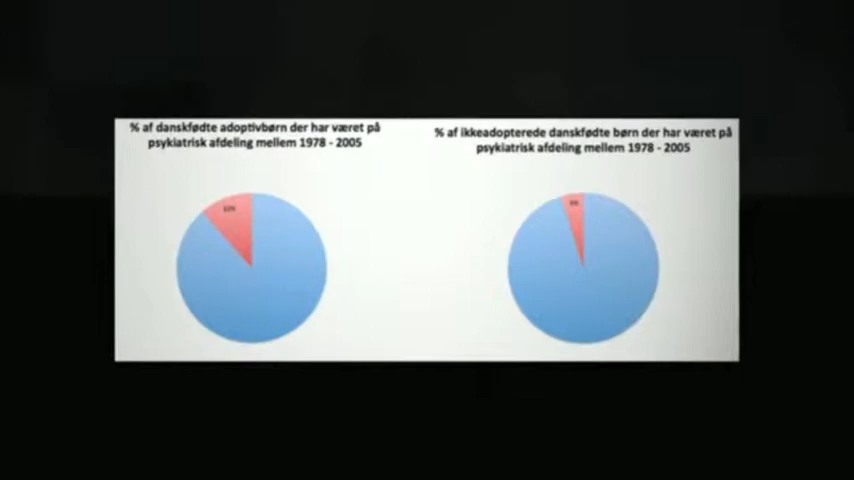 % af danskfødte adoptivbørn der har været på
psykiatrisk afdeling mellem 1978 - 2005
% af ikkeadopterede danskfødte børn der har været på
psykiatrisk afdeling mellem 1978 - 2005